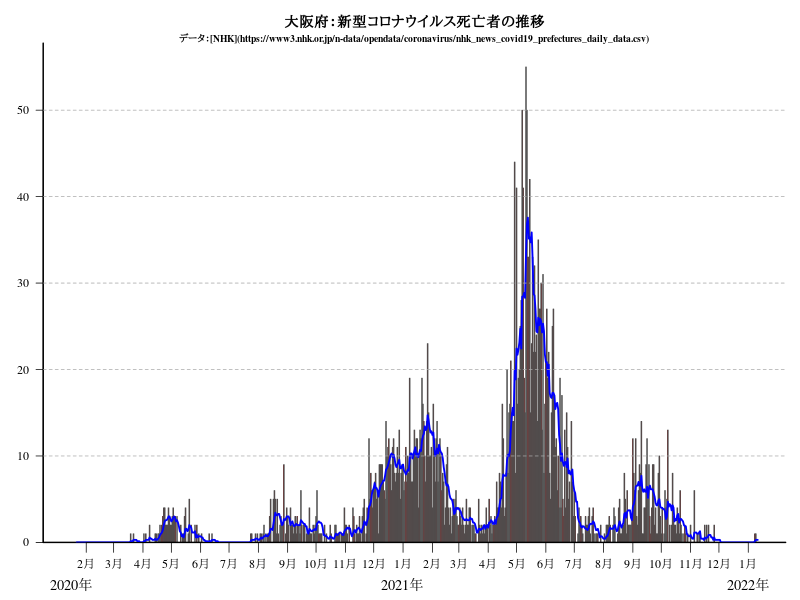 大阪府：新型コロナウイルス死亡者の推移
データ：[NHK](https://www3.nhk.or.jp/n-data/opendata/coronavirus/nhk_news_covid19_prefectures_daily_data.csv)
50
40
30
20
10
0
2月 3月 4月 5月 6月 7月 8月 9月 10月 11月 12月 1月 2月 3月 4月 5月 6月 7月 8月 9月 10月 11月 12月 1月
2020年 2021年 2022年